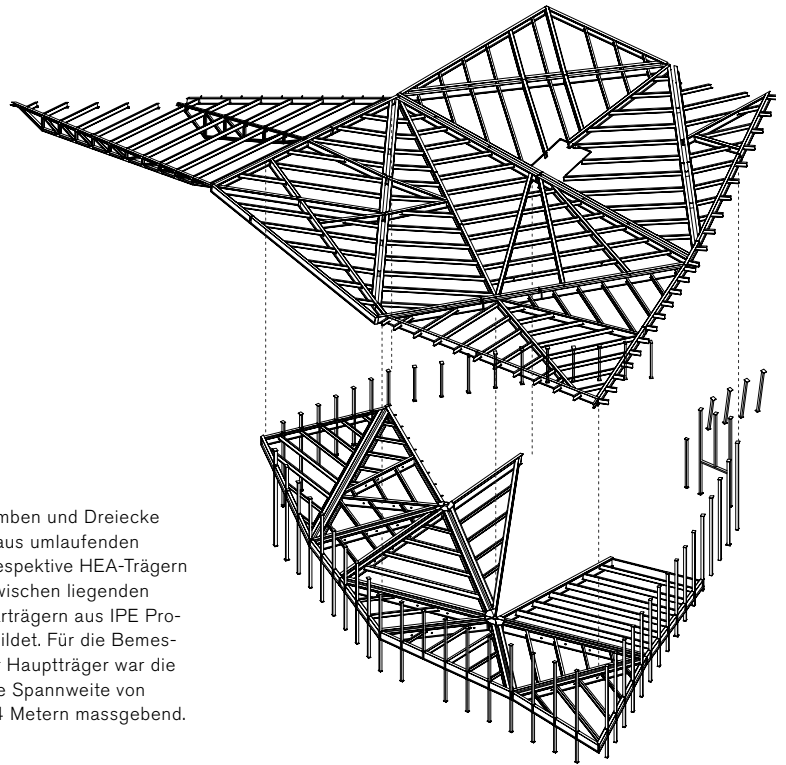 mben und Dreiecke
aus umlaufenden
espektive HEA-Trägern
wischen liegenden
rträgern aus IPE Pro-
ildet. Für die Bemes-
Hauptträger war die
e Spannweite von
4 Metern massgebend.